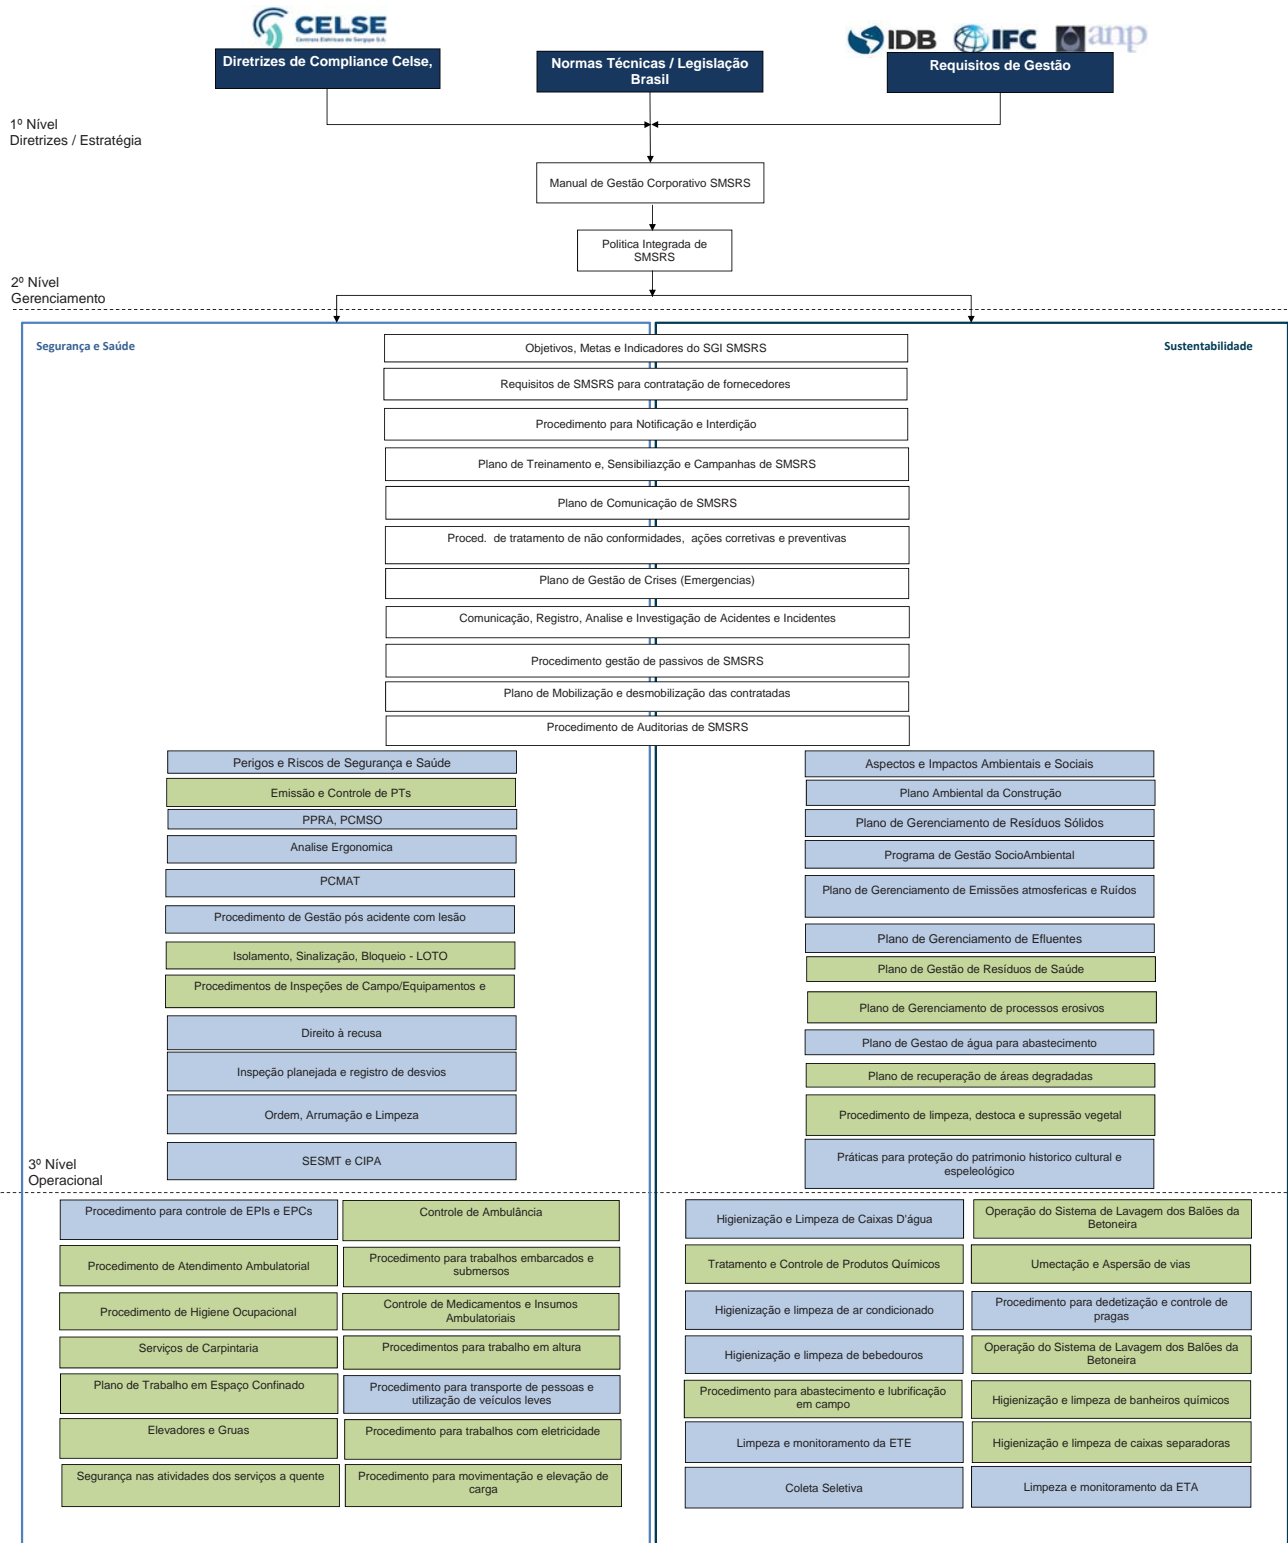 CELSE
Centrais Elétricas de Sergipe S.A.
IDB
IFC
anp
Diretrizes de Compliance Celse,
Normas Técnicas / Legislação
Brasil
Requisitos de Gestão
1º Nível
Diretrizes / Estratégia
Manual de Gestão Corporativo SMSRS
Politica Integrada de
SMSRS
2º Nível
Gerenciamento
Segurança e Saúde
Sustentabilidade
Objetivos, Metas e Indicadores do SGI SMSRS
Requisitos de SMSRS para contratação de fornecedores
Procedimento para Notificação e Interdição
Plano de Treinamento e, Sensibiliazção e Campanhas de SMSRS
Plano de Comunicação de SMSRS
Proced. de tratamento de não conformidades, ações corretivas e preventivas
Plano de Gestão de Crises (Emergencias)
Comunicação, Registro, Analise e Investigação de Acidentes e Incidentes
Procedimento gestão de passivos de SMSRS
Plano de Mobilização e desmobilização das contratadas
Procedimento de Auditorias de SMSRS
Perigos e Riscos de Segurança e Saúde
Emissão e Controle de PTs
PPRA, PCMSO
Analise Ergonomica
PCMAT
Procedimento de Gestão pós acidente com lesão
Isolamento, Sinalização, Bloqueio - LOTO
Procedimentos de Inspeções de Campo/Equipamentos e
Direito à recusa
Inspeção planejada e registro de desvios
Ordem, Arrumação e Limpeza
SESMT e CIPA
Aspectos e Impactos Ambientais e Sociais
Plano Ambiental da Construção
Plano de Gerenciamento de Resíduos Sólidos
Programa de Gestão SocioAmbiental
Plano de Gerenciamento de Emissões atmosfericas e Ruídos
Plano de Gerenciamento de Efluentes
Plano de Gestão de Resíduos de Saúde
Plano de Gerenciamento de processos erosivos
Plano de Gestao de água para abastecimento
Plano de recuperação de áreas degradadas
Procedimento de limpeza, destoca e supressão vegetal
Práticas para proteção do patrimonio historico cultural e
espeleológico
3º Nível
Operacional
Procedimento para controle de EPIs e EPCs
Procedimento de Atendimento Ambulatorial
Procedimento de Higiene Ocupacional
Serviços de Carpintaria
Plano de Trabalho em Espaço Confinado
Elevadores e Gruas
Segurança nas atividades dos serviços a quente
Controle de Ambulância
Procedimento para trabalhos embarcados e
submersos
Controle de Medicamentos e Insumos
Ambulatoriais
Procedimentos para trabalho em altura
Procedimento para transporte de pessoas e
utilização de veículos leves
Procedimento para trabalhos com eletricidade
Procedimento para movimentação e elevação de
carga
Higienização e Limpeza de Caixas D'água
Tratamento e Controle de Produtos Químicos
Higienização e limpeza de ar condicionado
Higienização e limpeza de bebedouros
Procedimento para abastecimento e lubrificação
em campo
Limpeza e monitoramento da ETE
Coleta Seletiva
Operação do Sistema de Lavagem dos Balões da
Betoneira
Umectação e Aspersão de vias
Procedimento para dedetização e controle de
pragas
Operação do Sistema de Lavagem dos Balões da
Betoneira
Higienização e limpeza de banheiros químicos
Higienização e limpeza de caixas separadoras
Limpeza e monitoramento da ETA